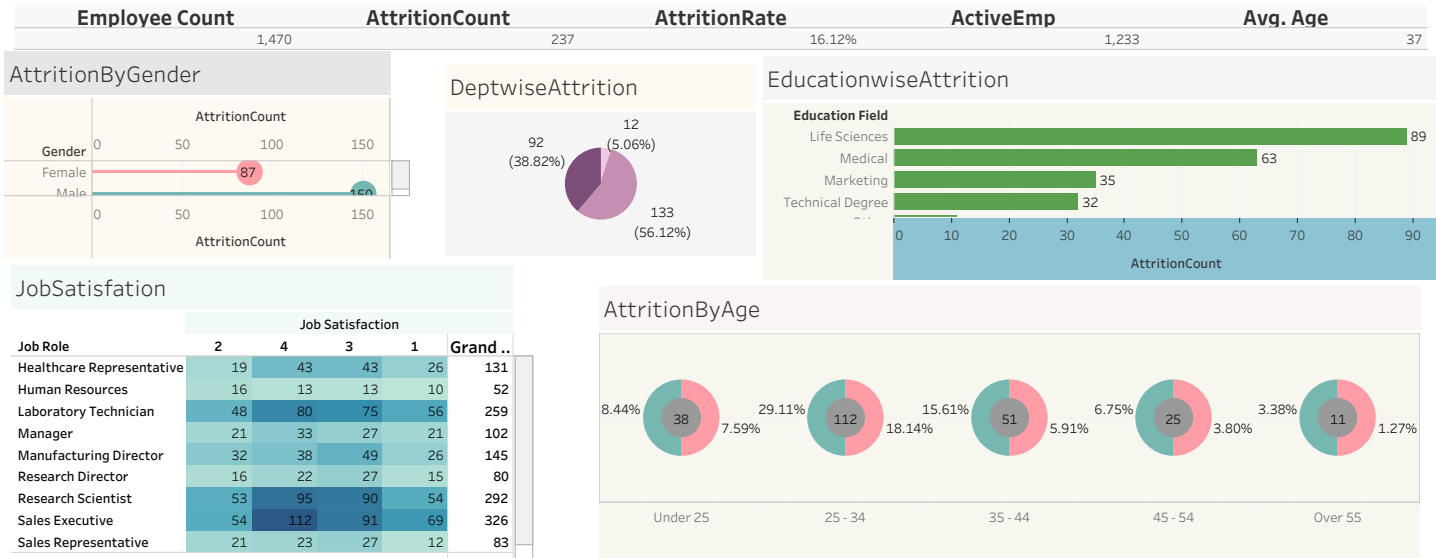 Employee Count AttritionCount AttritionRate ActiveEmp Avg. Age
1,470 237 16.12% 1,233 37
AttritionByGender
AttritionCount
Gender 0 50 100 150
Female 87
Male 150
0 50 100 150
AttritionCount
DeptwiseAttrition
12
(5.06%)
92
(38.82%)
133
(56.12%)
EducationwiseAttrition
Education Field
Life Sciences 89
Medical 63
Marketing 35
Technical Degree 32
0 10 20 30 40 50 60 70 80 90
AttritionCount
JobSatisfation
Job Satisfaction
Job Role 2 4 3 1 Grand ..
Healthcare Representative 19 43 43 26 131
Human Resources 16 13 13 10 52
Laboratory Technician 48 80 75 56 259
Manager 21 33 27 21 102
Manufacturing Director 32 38 49 26 145
Research Director 16 22 27 15 80
Research Scientist 53 95 90 54 292
Sales Executive 54 112 91 69 326
Sales Representative 21 23 27 12 83
AttritionByAge
8.44% 38 7.59% 29.11% 112 18.14% 15.61% 51 5.91% 6.75% 25 3.80% 3.38% 11 1.27%
Under 25 25 - 34 35 - 44 45 - 54 Over 55